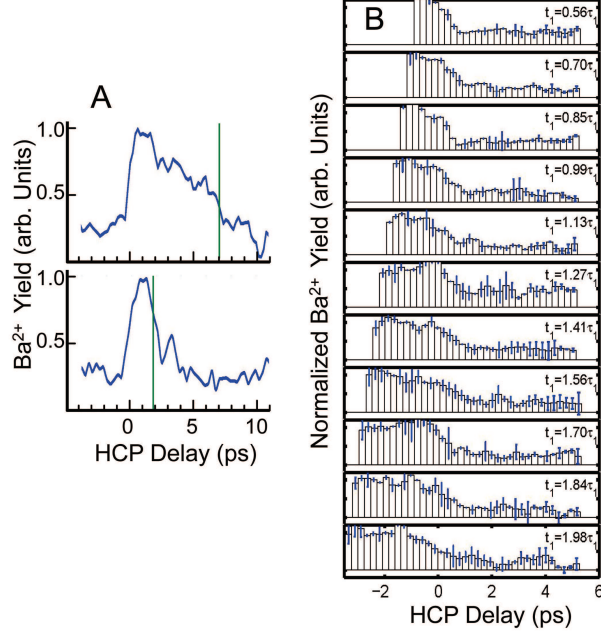 A
Ba²⁺ Yield (arb. Units)
1.0
0.5
1.0
0.5
0 5 10
HCP Delay (ps)
B
Normalized Ba²⁺ Yield (arb. Units)
t₁=0.56τ₁
t₁=0.70τ₁
t₁=0.85τ₁
t₁=0.99τ₁
t₁=1.13τ₁
t₁=1.27τ₁
t₁=1.41τ₁
t₁=1.56τ₁
t₁=1.70τ₁
t₁=1.84τ₁
t₁=1.98τ₁
−2 0 2 4 6
HCP Delay (ps)